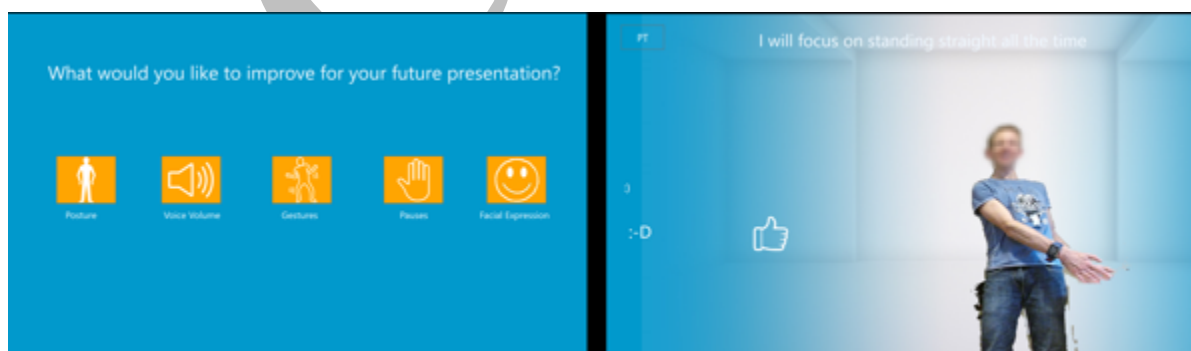 What would you like to improve for your future presentation?
Posture
Voice Volume
Gestures
Pauses
Facial Expression
PT
I will focus on standing straight all the time
:-D